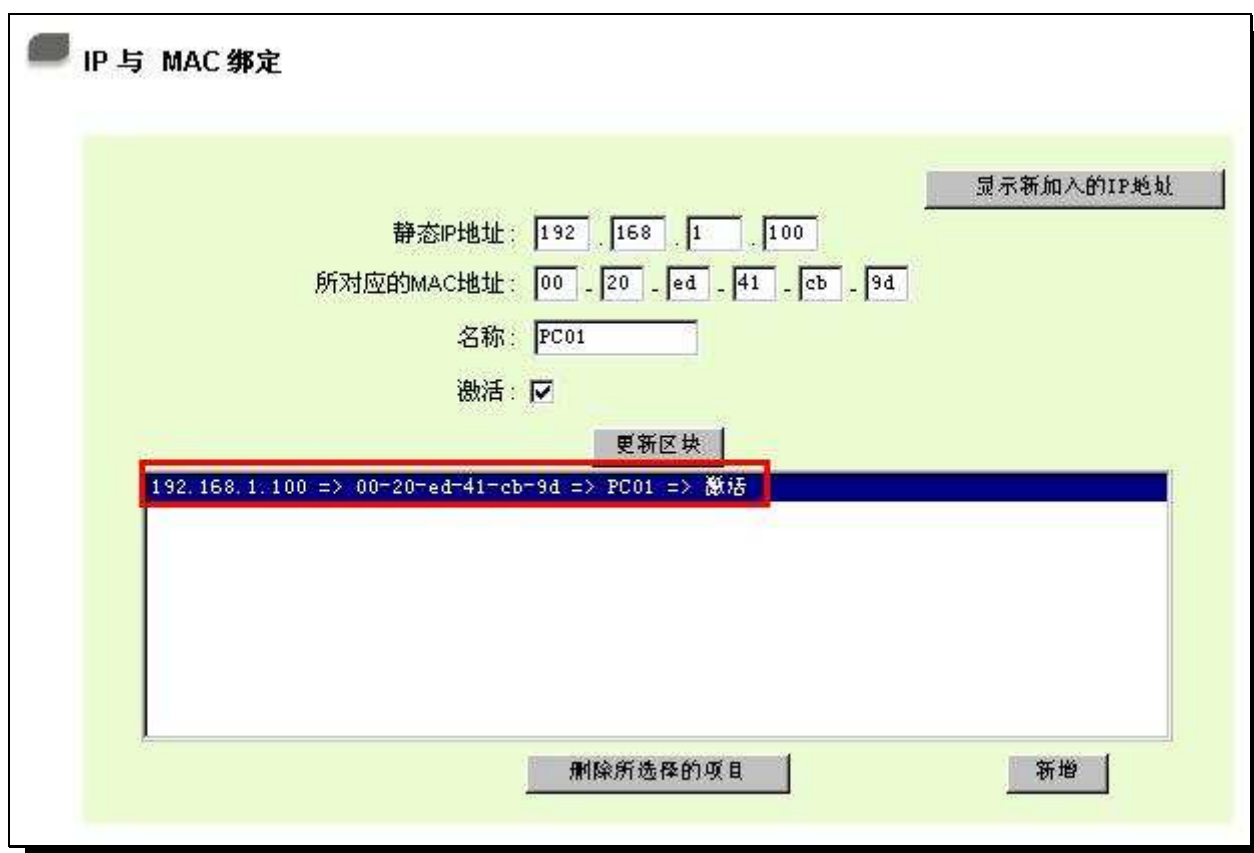 IP 与 MAC 绑定
显示新加入的IP地址
静态IP地址: 192 . 168 . 1 . 100
所对应的MAC地址: 00 - 20 - ed - 41 - cb - 9d
名称: PC01
激活:
更新区块
192.168.1.100 => 00-20-ed-41-cb-9d => PC01 => 激活
删除所选择的项目 新增